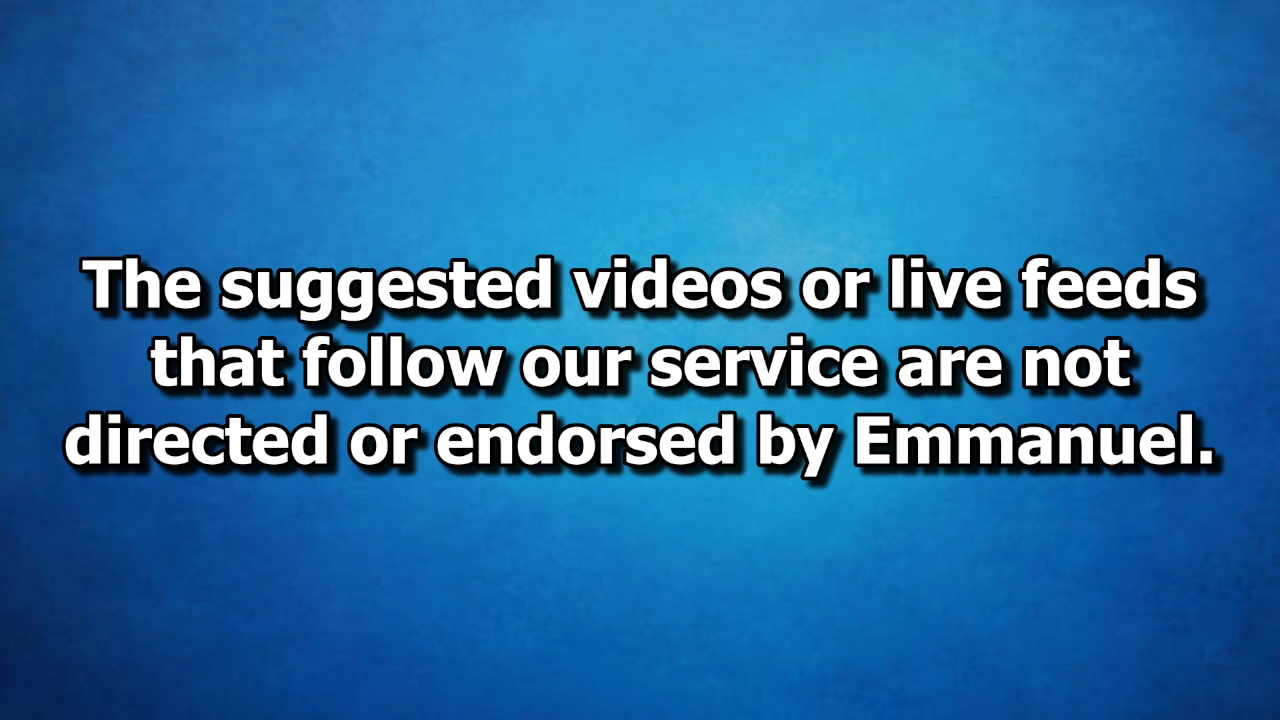 The suggested videos or live feeds
that follow our service are not
directed or endorsed by Emmanuel.